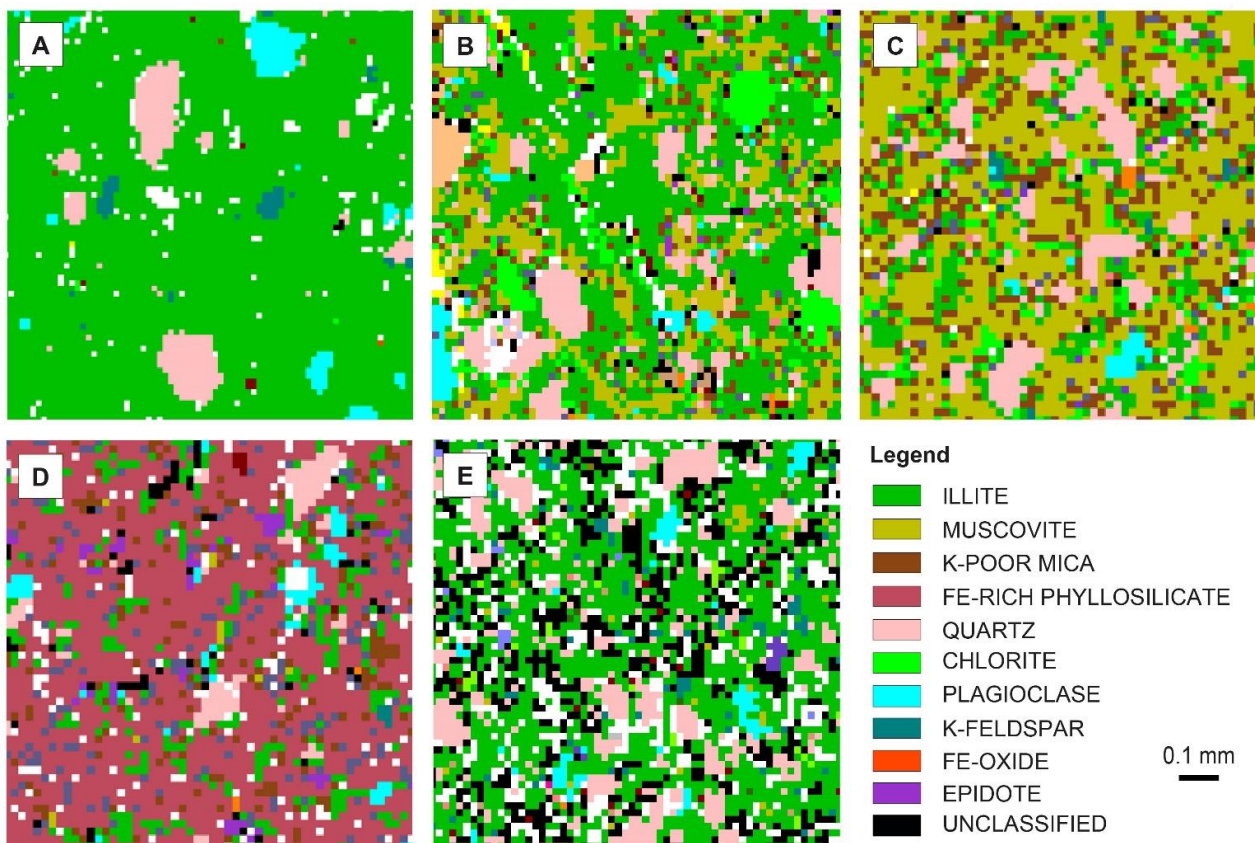 A
B
C
D
E
Legend
ILLITE
MUSCOVITE
K-POOR MICA
FE-RICH PHYLLOSILICATE
QUARTZ
CHLORITE
PLAGIOCLASE
K-FELDSPAR
FE-OXIDE
EPIDOTE
UNCLASSIFIED
0.1 mm